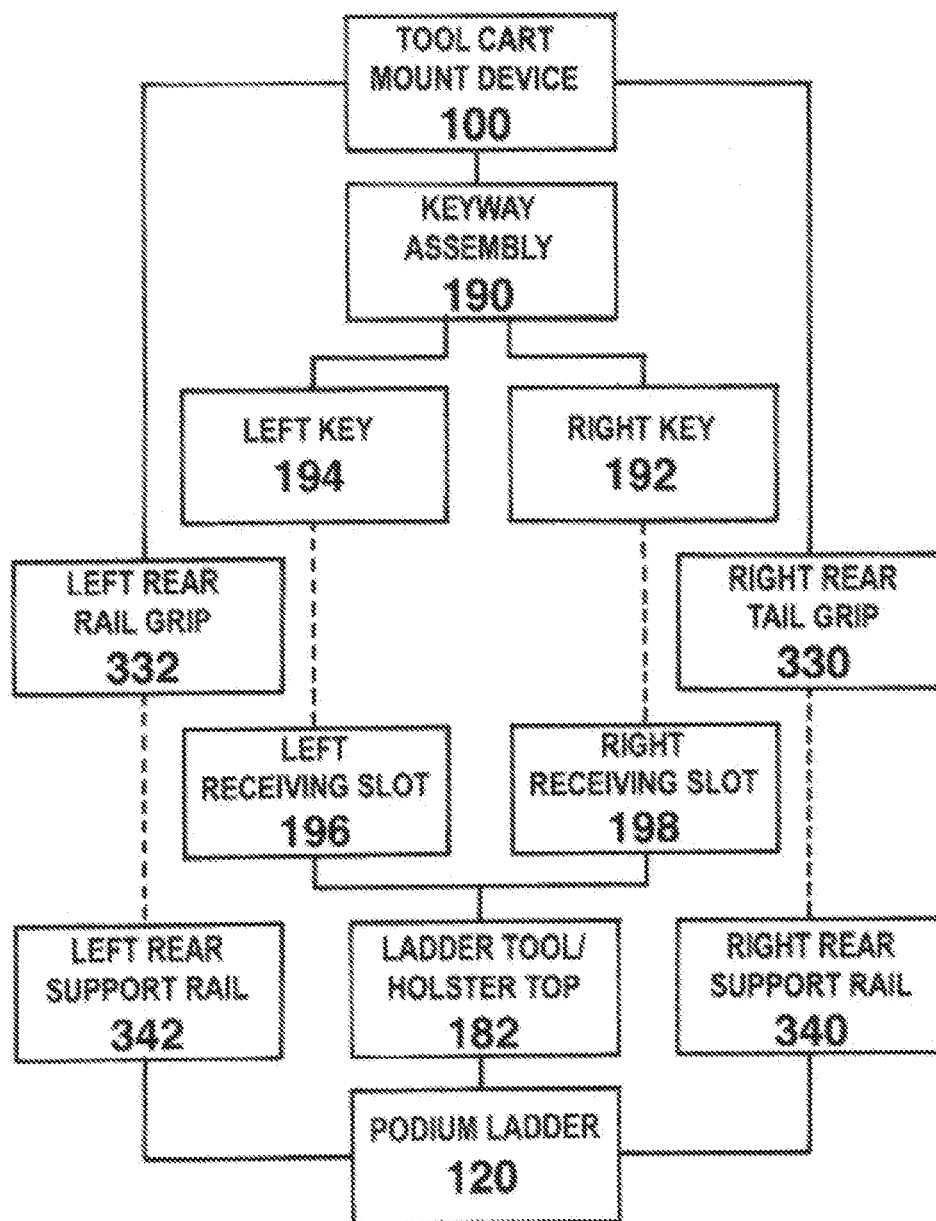 TOOL CART
MOUNT DEVICE
100
KEYWAY
ASSEMBLY
190
LEFT KEY
194
RIGHT KEY
192
LEFT REAR
RAIL GRIP
332
RIGHT REAR
TAIL GRIP
330
LEFT
RECEIVING SLOT
196
RIGHT
RECEIVING SLOT
198
LEFT REAR
SUPPORT RAIL
342
LADDER TOOL/
HOLSTER TOP
182
RIGHT REAR
SUPPORT RAIL
340
PODIUM LADDER
120